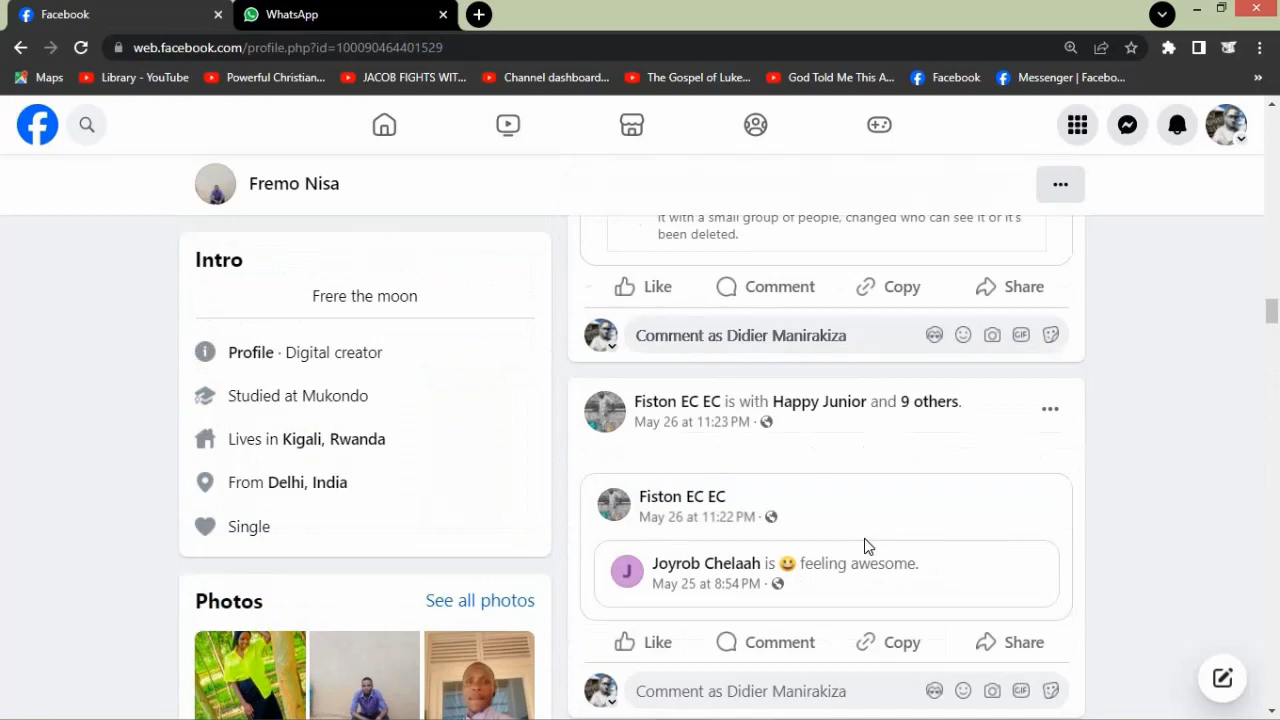 Facebook
WhatsApp
web.facebook.com/profile.php?id=100090464401529
Maps
Library - YouTube
Powerful Christian...
JACOB FIGHTS WIT...
Channel dashboard...
The Gospel of Luke...
God Told Me This A...
Facebook
Messenger | Facebo...
»
Fremo Nisa
Intro
Frere the moon
Profile · Digital creator
Studied at Mukondo
Lives in Kigali, Rwanda
From Delhi, India
Single
Photos
See all photos
it with a small group of people, changed who can see it or it's
been deleted.
Like
Comment
Copy
Share
Comment as Didier Manirakiza
GIF
Fiston EC EC is with Happy Junior and 9 others.
May 26 at 11:23 PM ·
Fiston EC EC
May 26 at 11:22 PM ·
J
Joyrob Chelaah is 😀 feeling awesome.
May 25 at 8:54 PM ·
Like
Comment
Copy
Share
Comment as Didier Manirakiza
GIF